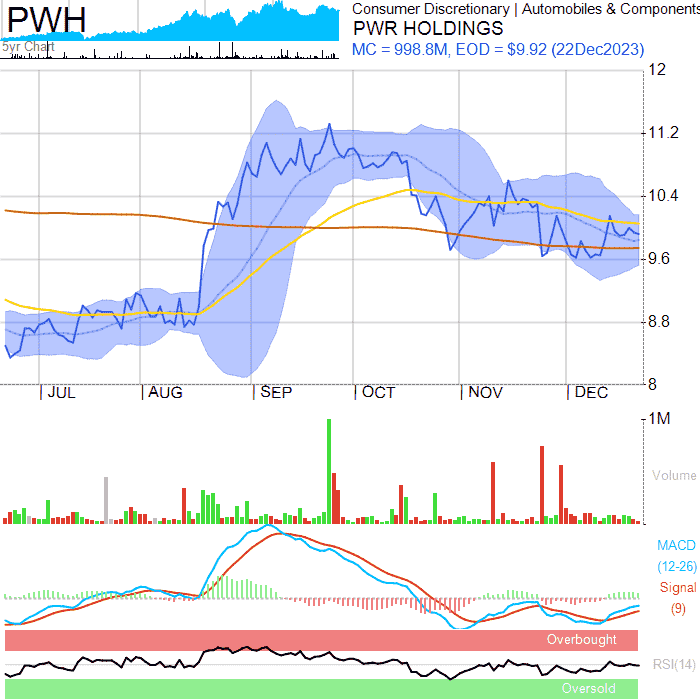 PWH
5yr Chart
Consumer Discretionary | Automobiles & Components
PWR HOLDINGS
MC = 998.8M, EOD = $9.92 (22Dec2023)
12
11.2
10.4
9.6
8.8
8
| JUL | AUG | SEP | OCT | NOV | DEC
1M
Volume
MACD
(12-26)
Signal
(9)
Overbought
RSI(14)
Oversold